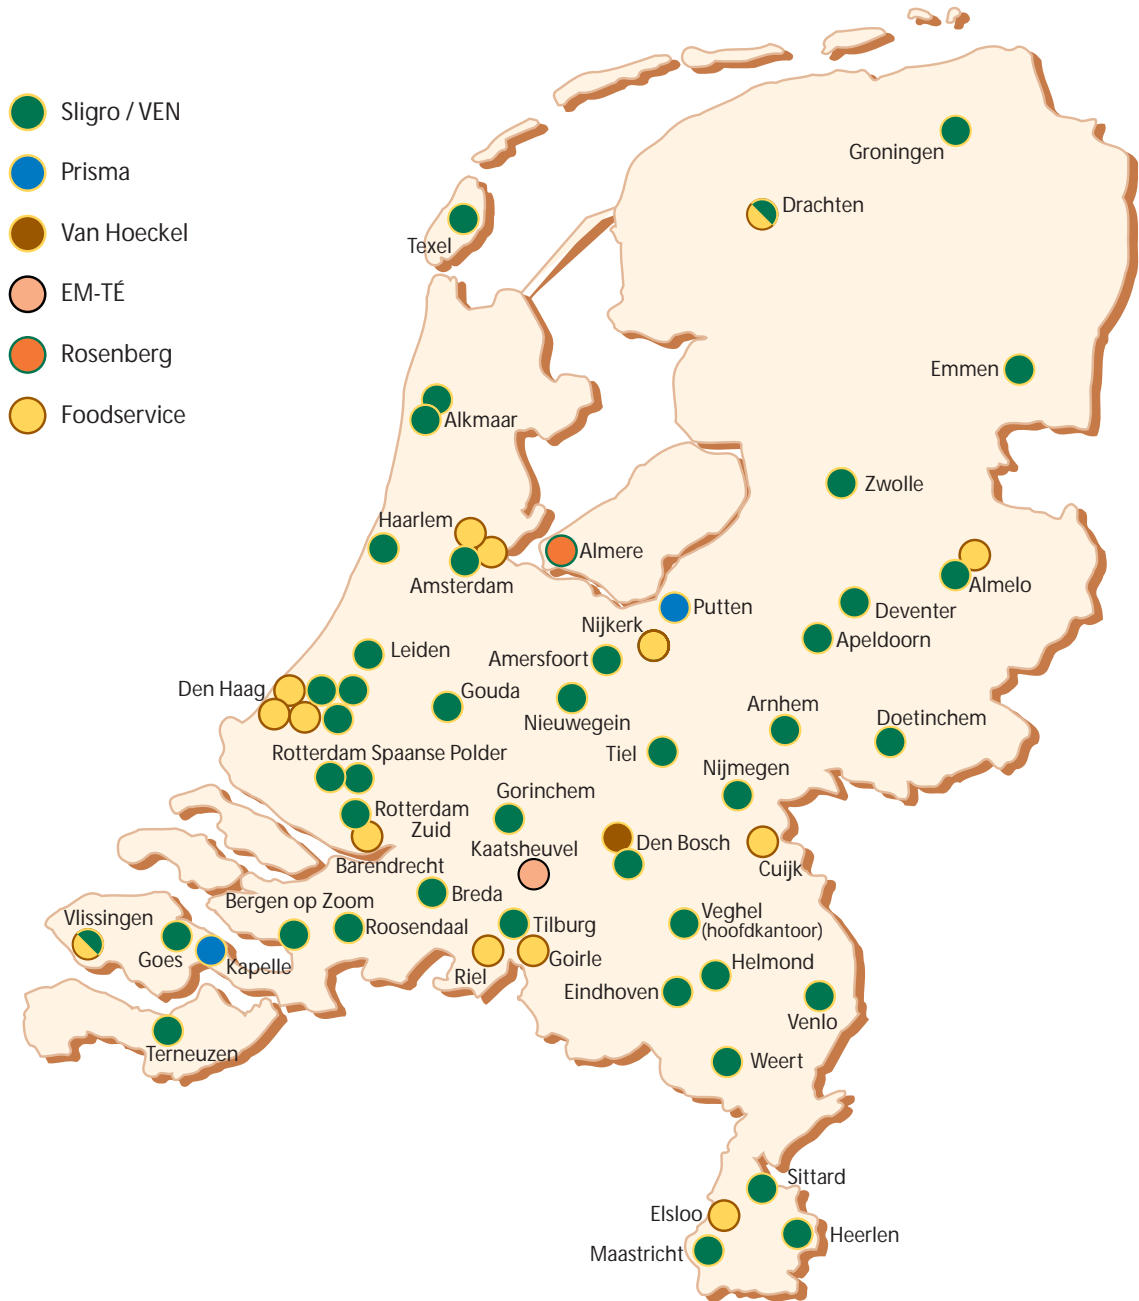 Sligro / VEN
Prisma
Van Hoeckel
EM-TÉ
Rosenberg
Foodservice
Groningen
Drachten
Texel
Emmen
Alkmaar
Zwolle
Haarlem
Almere
Amsterdam
Almelo
Putten
Deventer
Nijkerk
Apeldoorn
Leiden
Amersfoort
Den Haag
Gouda
Nieuwegein
Arnhem
Doetinchem
Rotterdam Spaanse Polder
Tiel
Nijmegen
Gorinchem
Rotterdam
Zuid
Den Bosch
Kaatsheuvel
Barendrecht
Cuijk
Breda
Bergen op Zoom
Vlissingen
Roosendaal
Tilburg
Veghel
(hoofdkantoor)
Goes
Kapelle
Riel
Goirle
Helmond
Eindhoven
Venlo
Terneuzen
Weert
Sittard
Elsloo
Heerlen
Maastricht